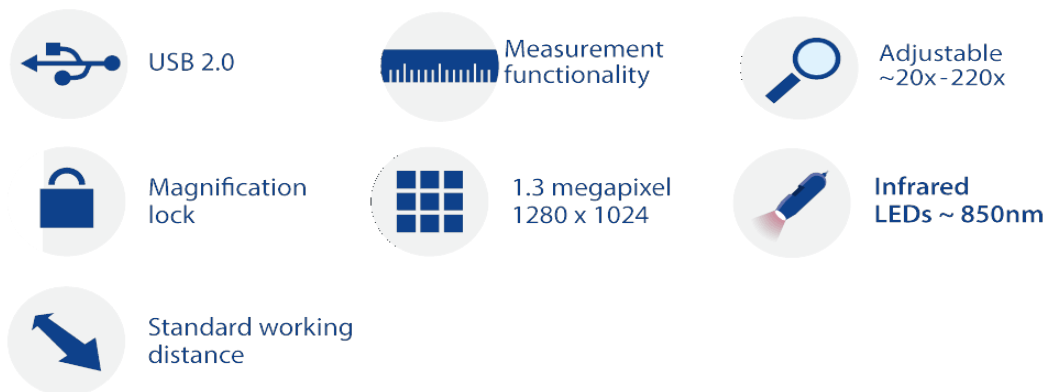 USB 2.0
Measurement
functionality
Adjustable
~20x-220x
Magnification
lock
1.3 megapixel
1280 x 1024
Infrared
LEDs ~ 850nm
Standard working
distance